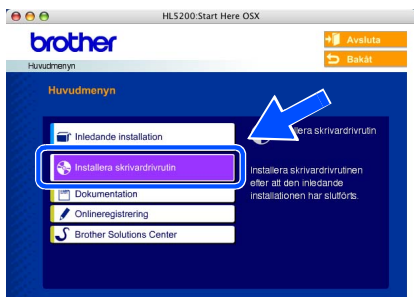 HL5200:Start Here OSX
brother
Avsluta
Bakåt
Huvudmenyn
Huvudmenyn
Inledande installation
Installera skrivardrivrutin
Dokumentation
Onlineregistrering
Brother Solutions Center
skrivardrivrutin
Installera skrivardrivrutinen
efter att den inledande
installationen har slutförts.